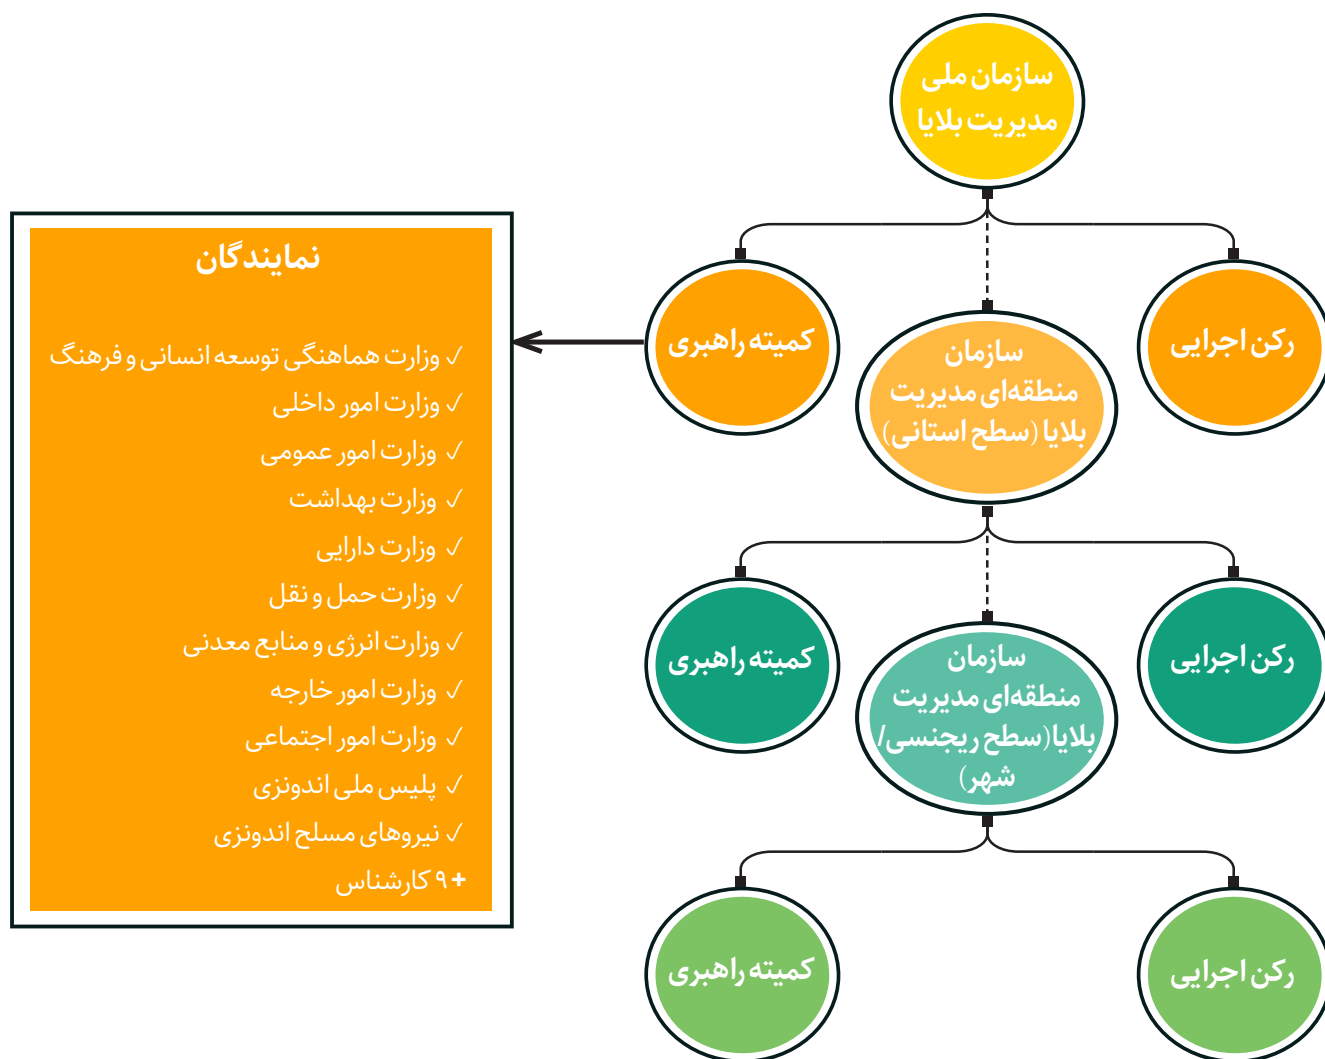 سازمان ملی
مدیریت بلایا
رکن اجرایی
کمیته راهبری
سازمان
منطقه‌ای مدیریت
بلایا (سطح استانی)
نمایندگان
✓ وزارت هماهنگی توسعه انسانی و فرهنگ
✓ وزارت امور داخلی
✓ وزارت امور عمومی
✓ وزارت بهداشت
✓ وزارت دارایی
✓ وزارت حمل و نقل
✓ وزارت انرژی و منابع معدنی
✓ وزارت امور خارجه
✓ وزارت امور اجتماعی
✓ پلیس ملی اندونزی
✓ نیروهای مسلح اندونزی
+ ۹ کارشناس
رکن اجرایی
کمیته راهبری
سازمان
منطقه‌ای مدیریت
بلایا(سطح ریجنسی/
شهر)
رکن اجرایی
کمیته راهبری